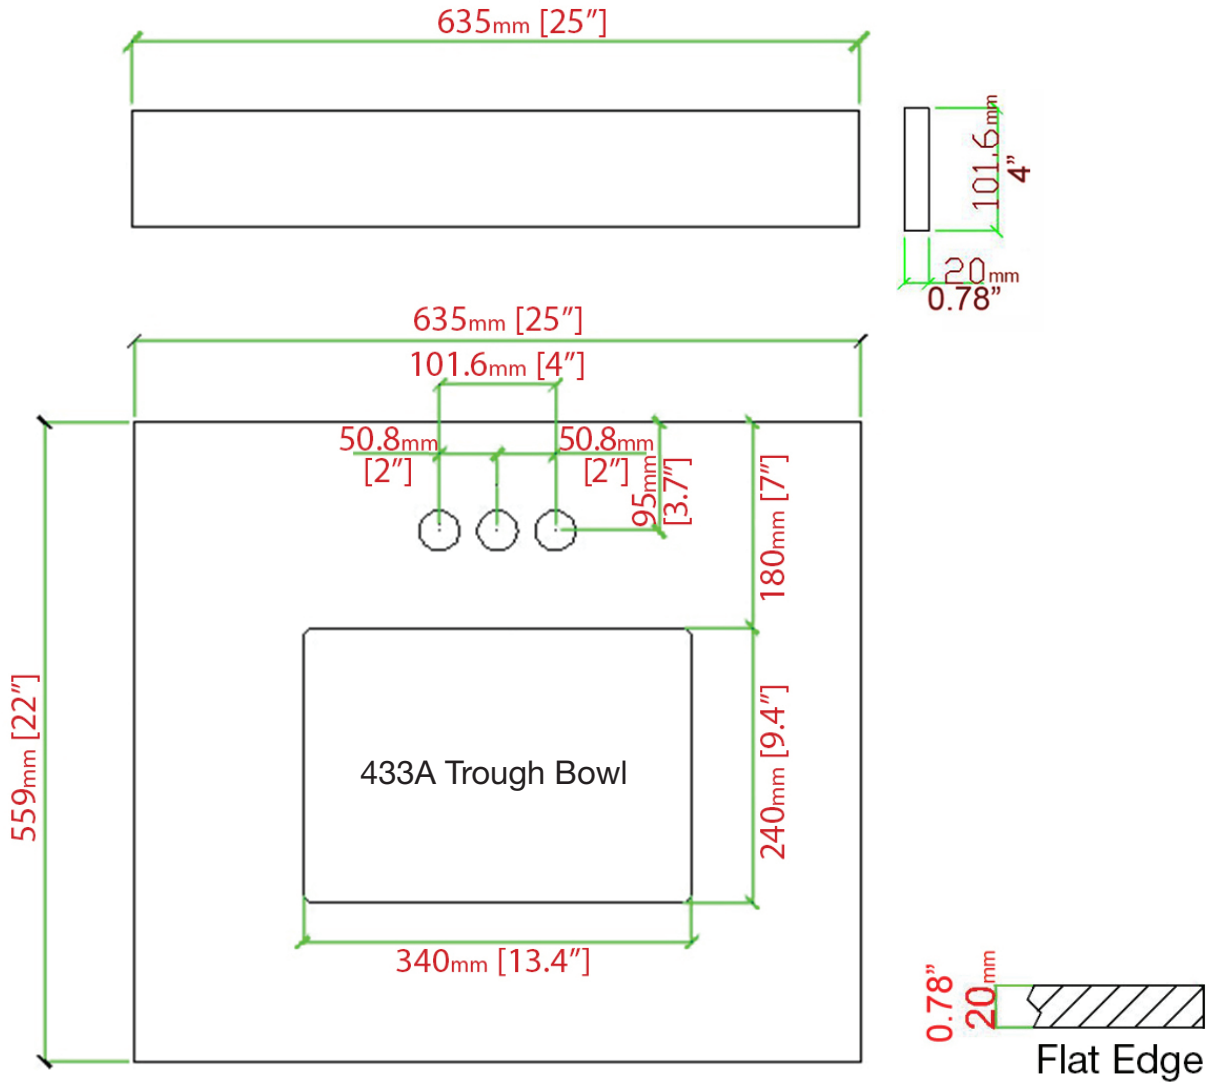 635mm [25”]
101.6mm
4”
20mm
0.78”
635mm [25”]
101.6mm [4”]
50.8mm
[2”]
50.8mm
[2”]
95mm
[3.7”]
180mm [7”]
559mm [22”]
240mm [9.4”]
433A Trough Bowl
340mm [13.4”]
0.78”
20mm
Flat Edge